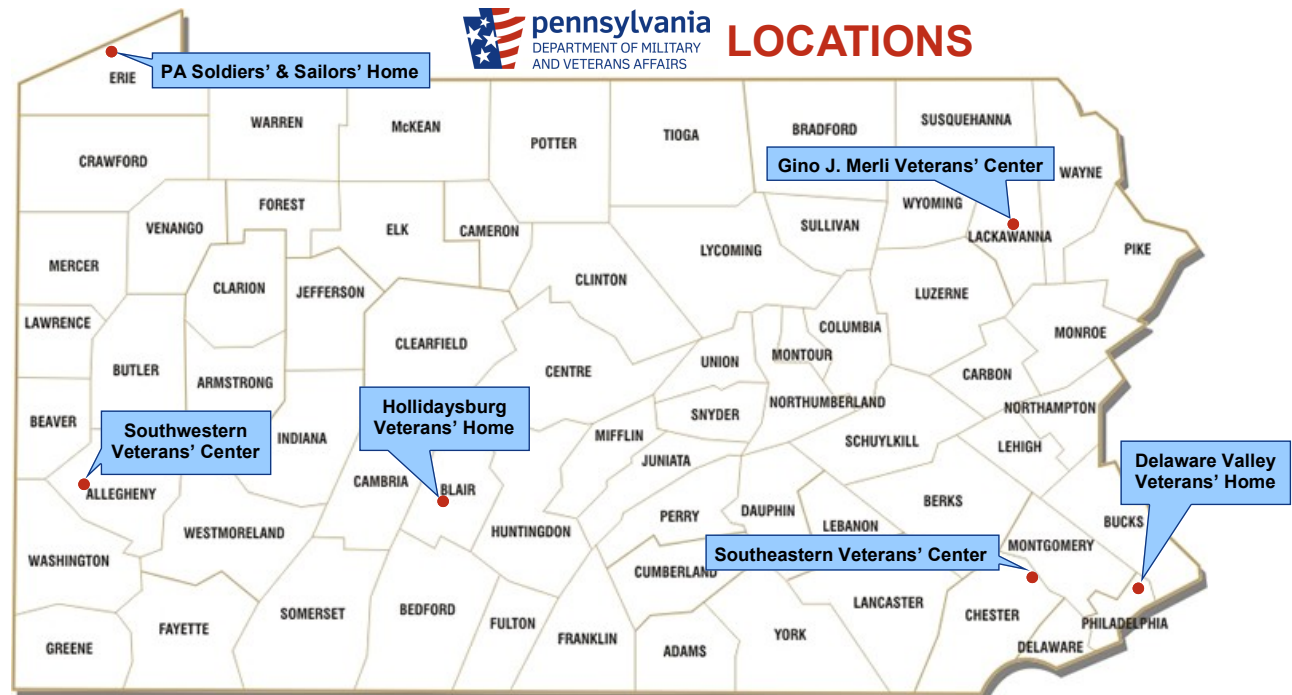 pennsylvania
DEPARTMENT OF MILITARY
AND VETERANS AFFAIRS
LOCATIONS
PA Soldiers’ & Sailors’ Home
ERIE
WARREN
McKEAN
POTTER
TIOGA
BRADFORD
SUSQUEHANNA
CRAWFORD
Gino J. Merli Veterans’ Center
WAYNE
FOREST
WYOMING
VENANGO
ELK
CAMERON
SULLIVAN
LACKAWANNA
LYCOMING
PIKE
MERCER
CLINTON
CLARION
JEFFERSON
LUZERNE
LAWRENCE
COLUMBIA
MONROE
CLEARFIELD
UNION
MONTOUR
BUTLER
CENTRE
CARBON
ARMSTRONG
NORTHUMBERLAND
NORTHAMPTON
BEAVER
Hollidaysburg
Veterans’ Home
SNYDER
Southwestern
Veterans’ Center
INDIANA
MIFFLIN
SCHUYLKILL
LEHIGH
JUNIATA
Delaware Valley
Veterans’ Home
CAMBRIA
BLAIR
ALLEGHENY
BERKS
DAUPHIN
PERRY
LEBANON
BUCKS
WESTMORELAND
HUNTINGDON
MONTGOMERY
Southeastern Veterans’ Center
WASHINGTON
CUMBERLAND
LANCASTER
SOMERSET
BEDFORD
CHESTER
FULTON
PHILADELPHIA
FAYETTE
FRANKLIN
YORK
GREENE
ADAMS
DELAWARE